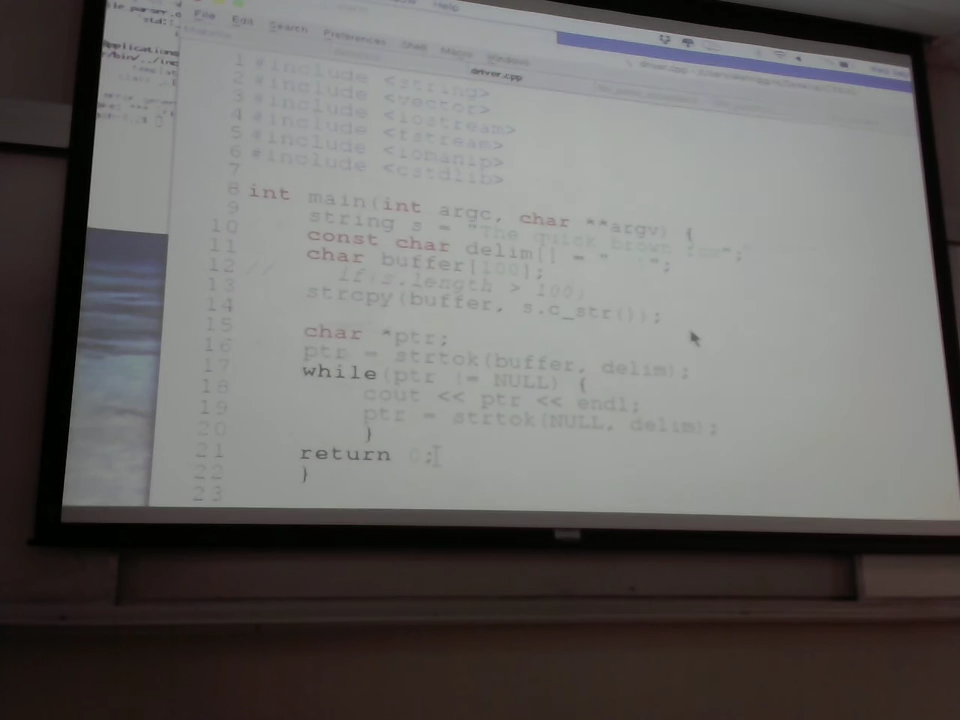 File Edit Search Preferences Shell Macro Windows
driver.cpp
1 #include <string>
2 #include <vector>
3 #include <iostream>
4 #include <fstream>
5 #include <iomanip>
6 #include <cstdlib>
7
8 int main(int argc, char **argv) {
9 string s = "The quick brown fox";
10 const char delim[] = " ";
11 char buffer[100];
12 // if(s.length > 100)
13 strcpy(buffer, s.c_str());
14
15 char *ptr;
16 ptr = strtok(buffer, delim);
17 while(ptr != NULL) {
18 cout << ptr << endl;
19 ptr = strtok(NULL, delim);
20 }
21 return 0;
22 }
23